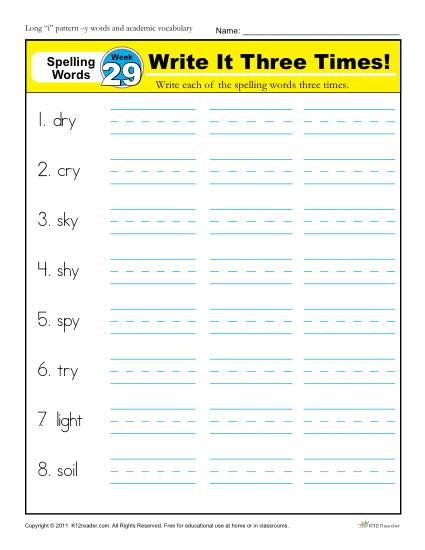 Long "i" pattern –y words and academic vocabulary
Name:
Spelling Words
Week 29
Write It Three Times!
Write each of the spelling words three times.
1. dry
2. cry
3. sky
4. shy
5. spy
6. try
7. light
8. soil
Copyright © 2011 K12reader.com. All Rights Reserved. Free for educational use at home or in classrooms.
K12Reader